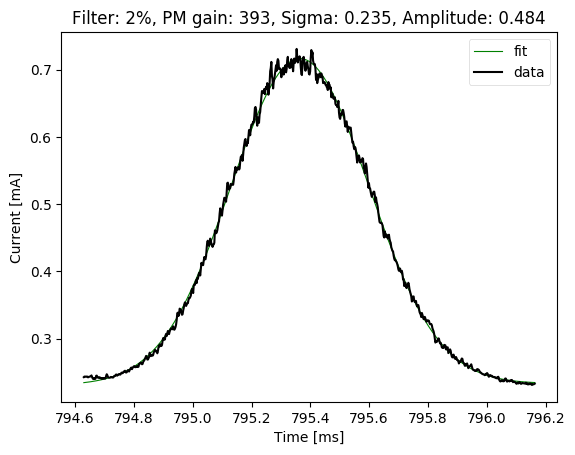 Filter: 2%, PM gain: 393, Sigma: 0.235, Amplitude: 0.484
fit
data
0.7
0.6
0.5
0.4
0.3
Current [mA]
794.6 794.8 795.0 795.2 795.4 795.6 795.8 796.0 796.2
Time [ms]